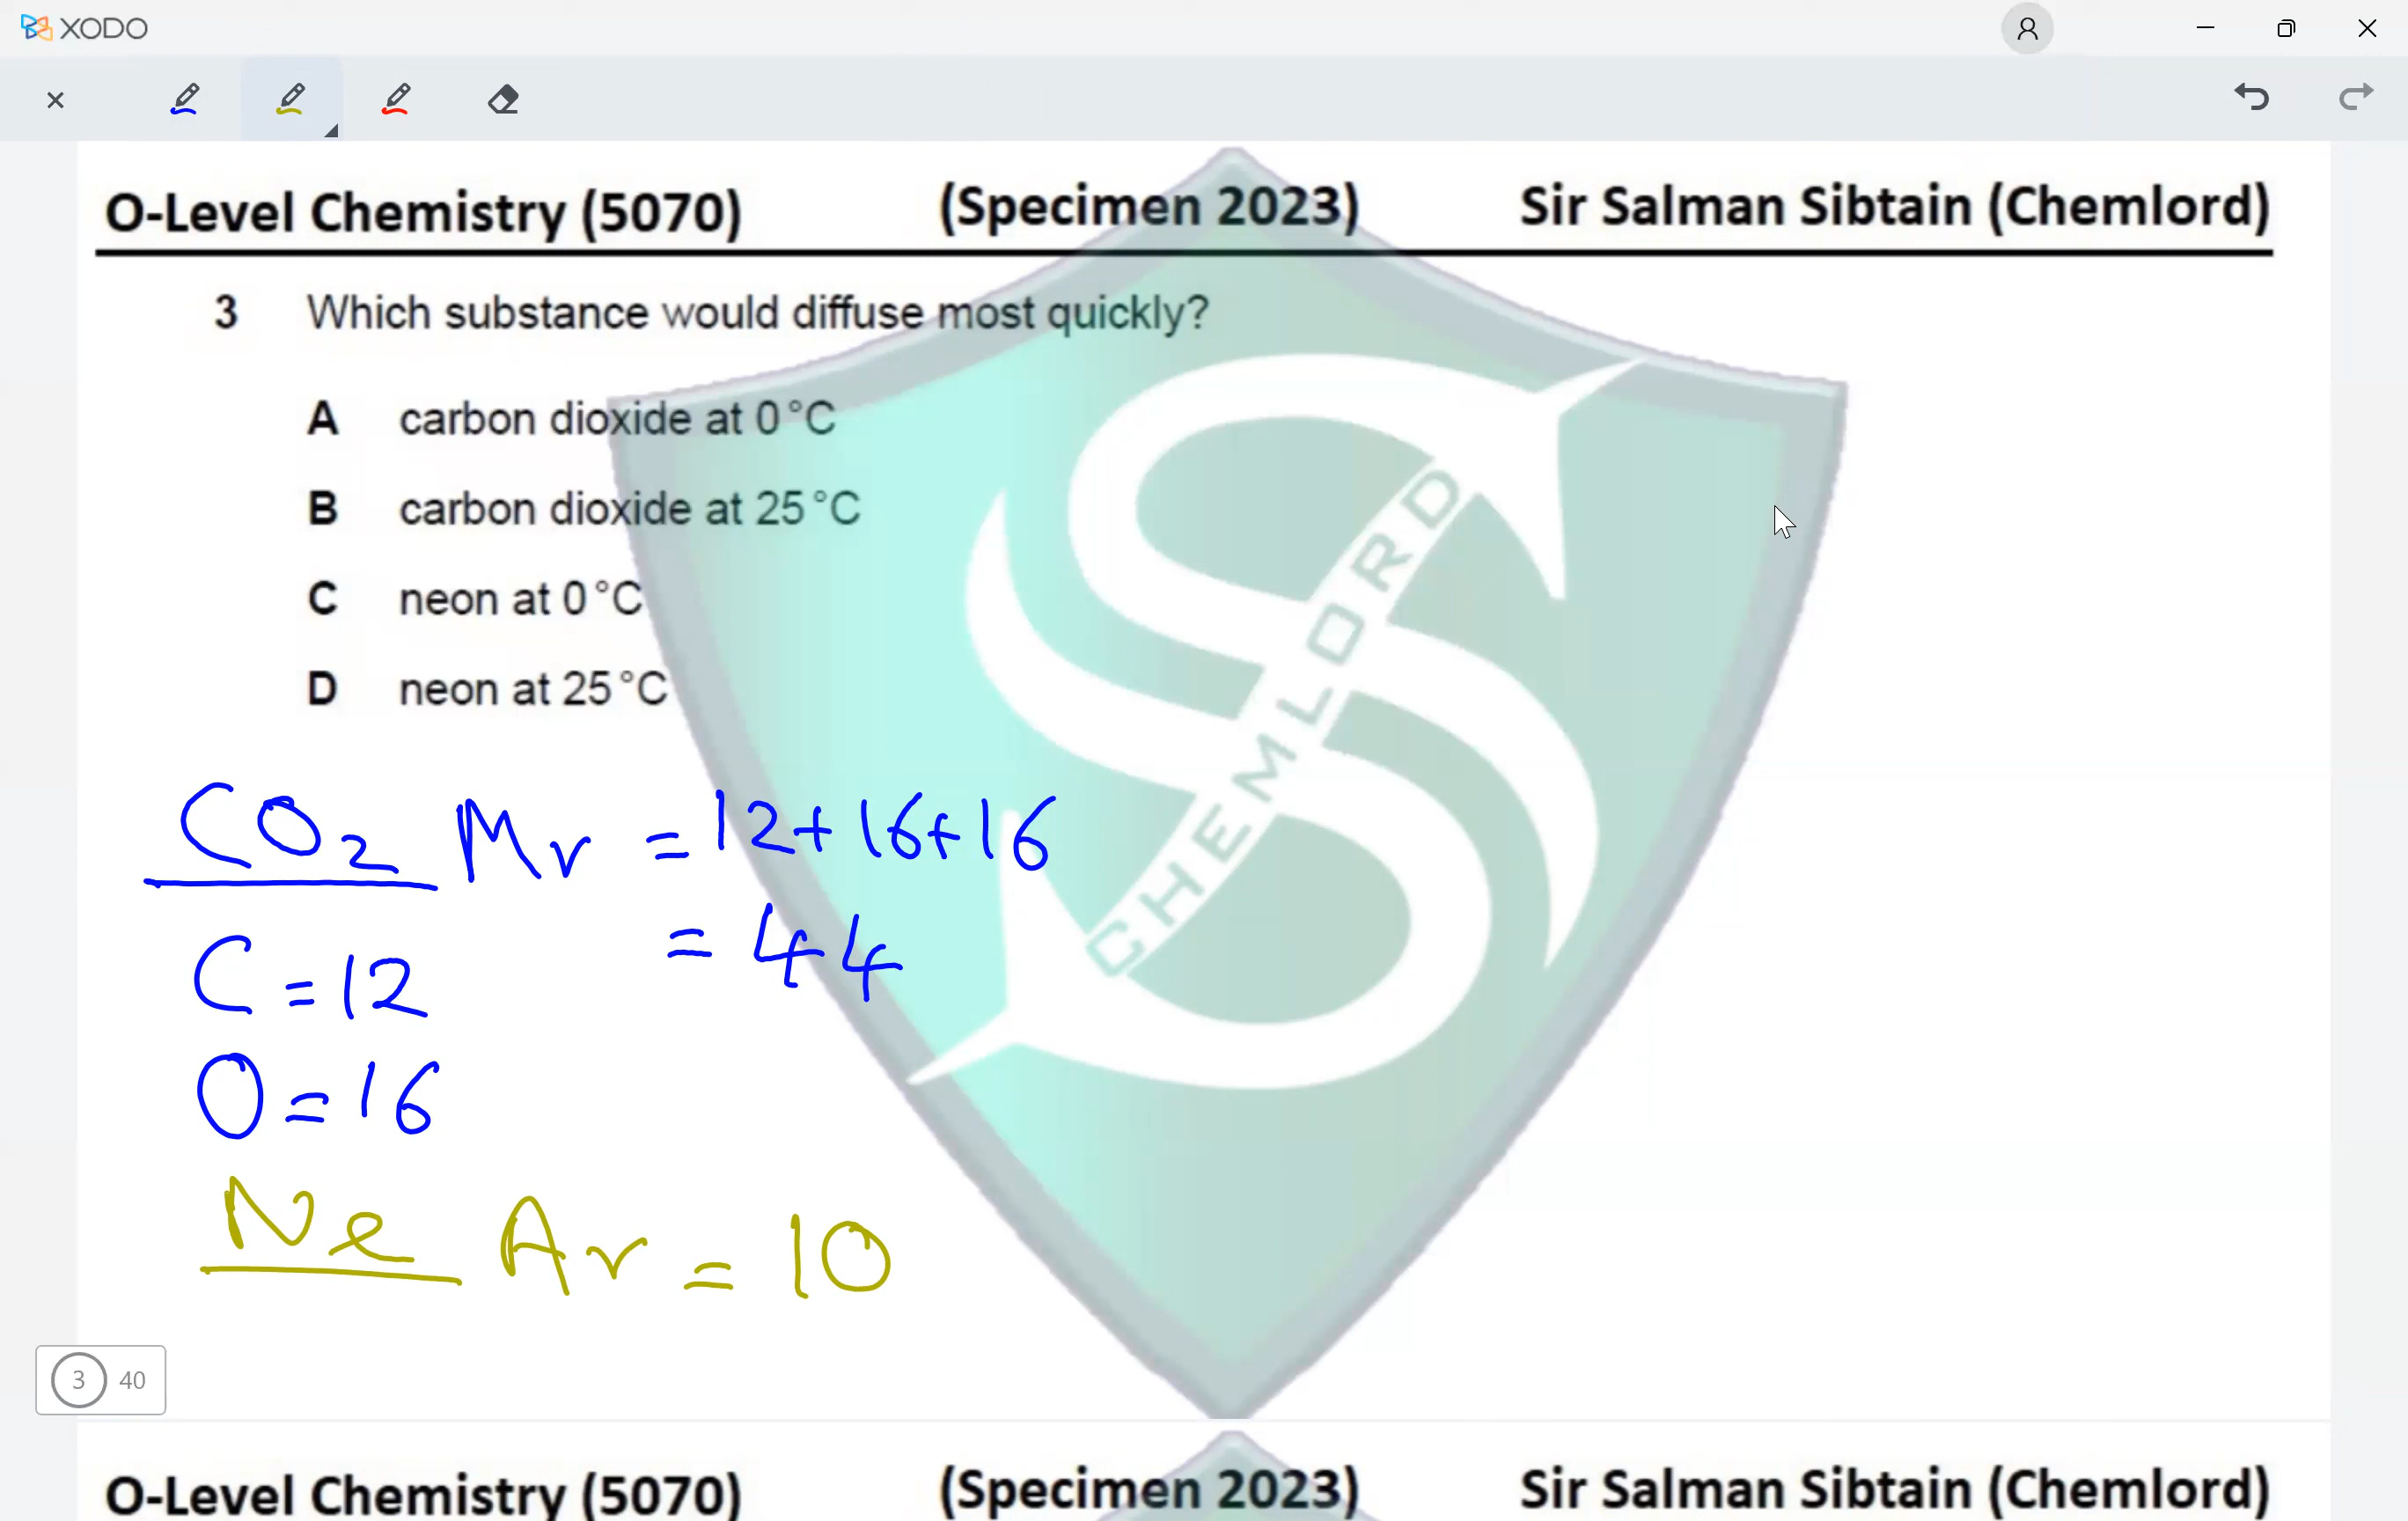 XODO
O-Level Chemistry (5070) (Specimen 2023) Sir Salman Sibtain (Chemlord)
3 Which substance would diffuse most quickly?
A carbon dioxide at 0 °C
B carbon dioxide at 25 °C
C neon at 0 °C
D neon at 25 °C
CHEMLORD
CO2 Mr = 12+16+16
= 44
C = 12
O = 16
Ne Ar = 10
3 40
O-Level Chemistry (5070) (Specimen 2023) Sir Salman Sibtain (Chemlord)